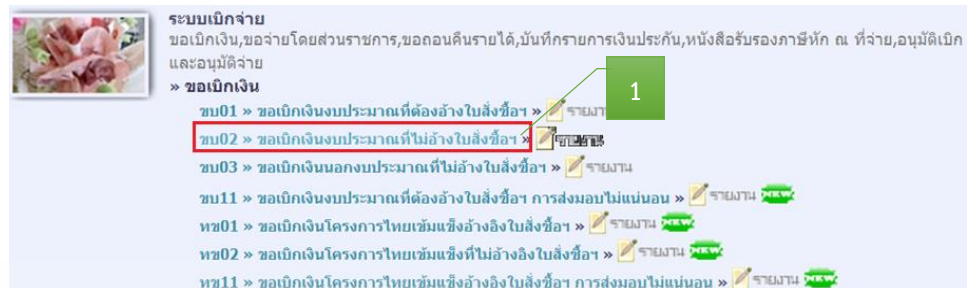 ระบบเบิกจ่าย
ขอเบิกเงิน,ขอจ่ายโดยส่วนราชการ,ขอถอนคืนรายได้,บันทึกรายการเงินประกัน,หนังสือรับรองภาษีหัก ณ ที่จ่าย,อนุมัติเบิก
และอนุมัติจ่าย
» ขอเบิกเงิน
1
ขบ01 » ขอเบิกเงินงบประมาณที่ต้องอ้างใบสั่งซื้อฯ »
ขบ02 » ขอเบิกเงินงบประมาณที่ไม่อ้างใบสั่งซื้อฯ »
ขบ03 » ขอเบิกเงินนอกงบประมาณที่ไม่อ้างใบสั่งซื้อฯ » รายงาน
ขบ11 » ขอเบิกเงินงบประมาณที่ต้องอ้างใบสั่งซื้อฯ การส่งมอบไม่แน่นอน » รายงาน NEW
ทข01 » ขอเบิกเงินโครงการไทยเข้มแข็งอ้างอิงใบสั่งซื้อฯ » รายงาน NEW
ทข02 » ขอเบิกเงินโครงการไทยเข้มแข็งที่ไม่อ้างอิงใบสั่งซื้อฯ » รายงาน NEW
ทข11 » ขอเบิกเงินโครงการไทยเข้มแข็งอ้างอิงใบสั่งซื้อฯ การส่งมอบไม่แน่นอน » รายงาน NEW